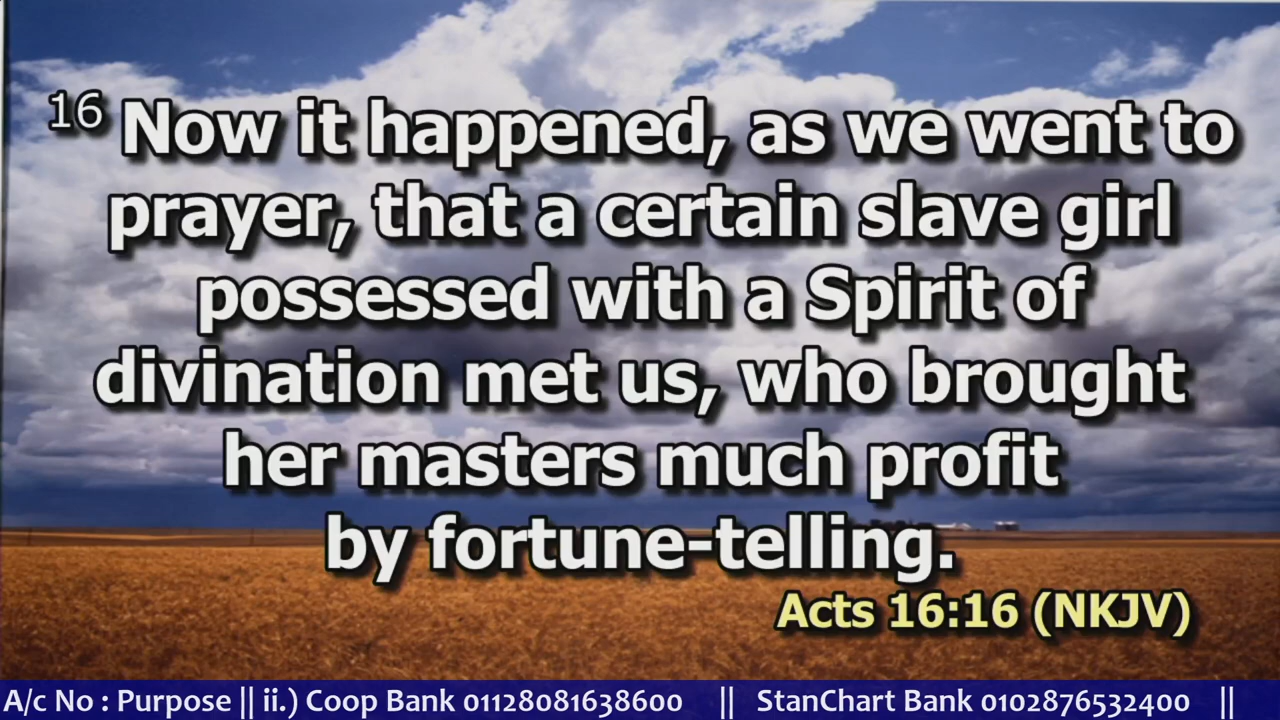 16 Now it happened, as we went to
prayer, that a certain slave girl
possessed with a Spirit of
divination met us, who brought
her masters much profit
by fortune-telling.
Acts 16:16 (NKJV)
A/c No : Purpose || ii.) Coop Bank 01128081638600 || StanChart Bank 0102876532400 ||